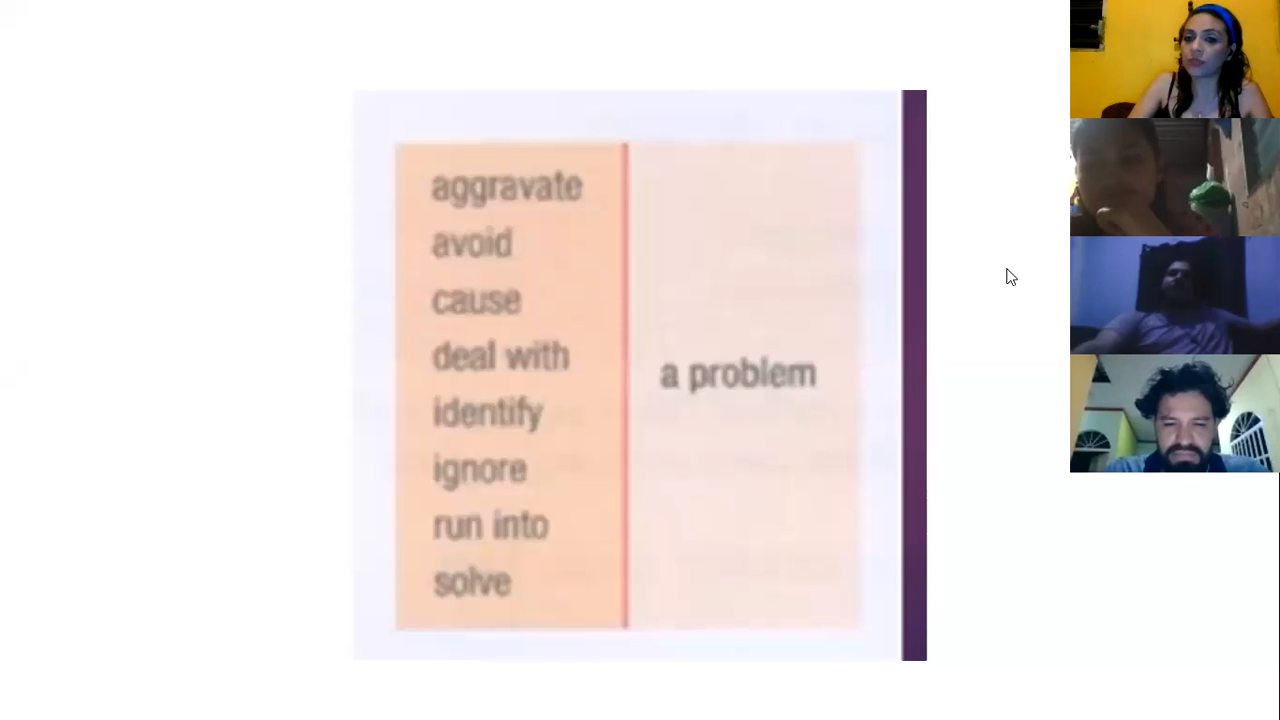 aggravate
avoid
cause
deal with
identify
ignore
run into
solve
a problem